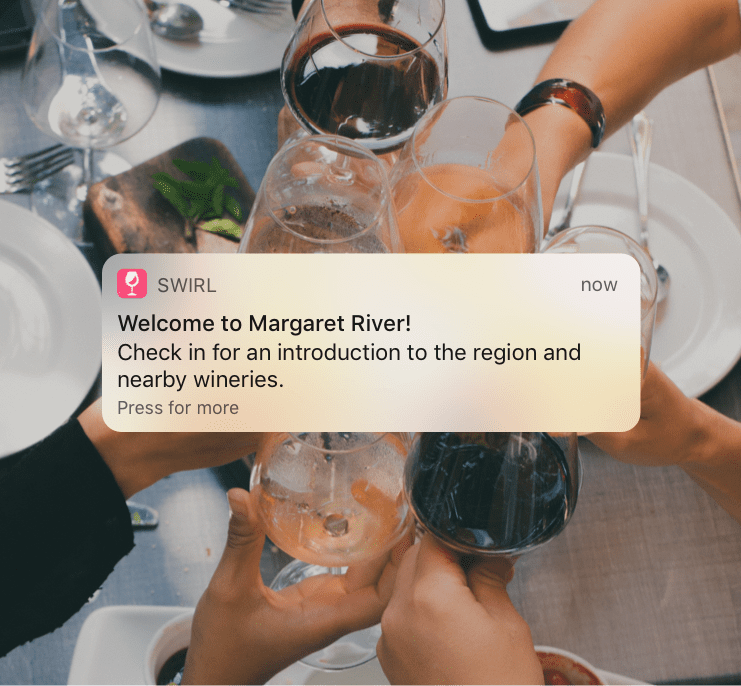 SWIRL
now
Welcome to Margaret River!
Check in for an introduction to the region and
nearby wineries.
Press for more